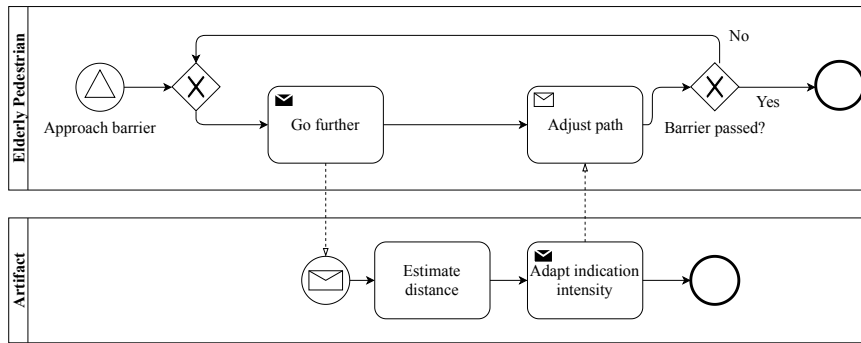 Elderly Pedestrian
No
Go further
Adjust path
Yes
Approach barrier
Barrier passed?
Artifact
Estimate
distance
Adapt indication
intensity